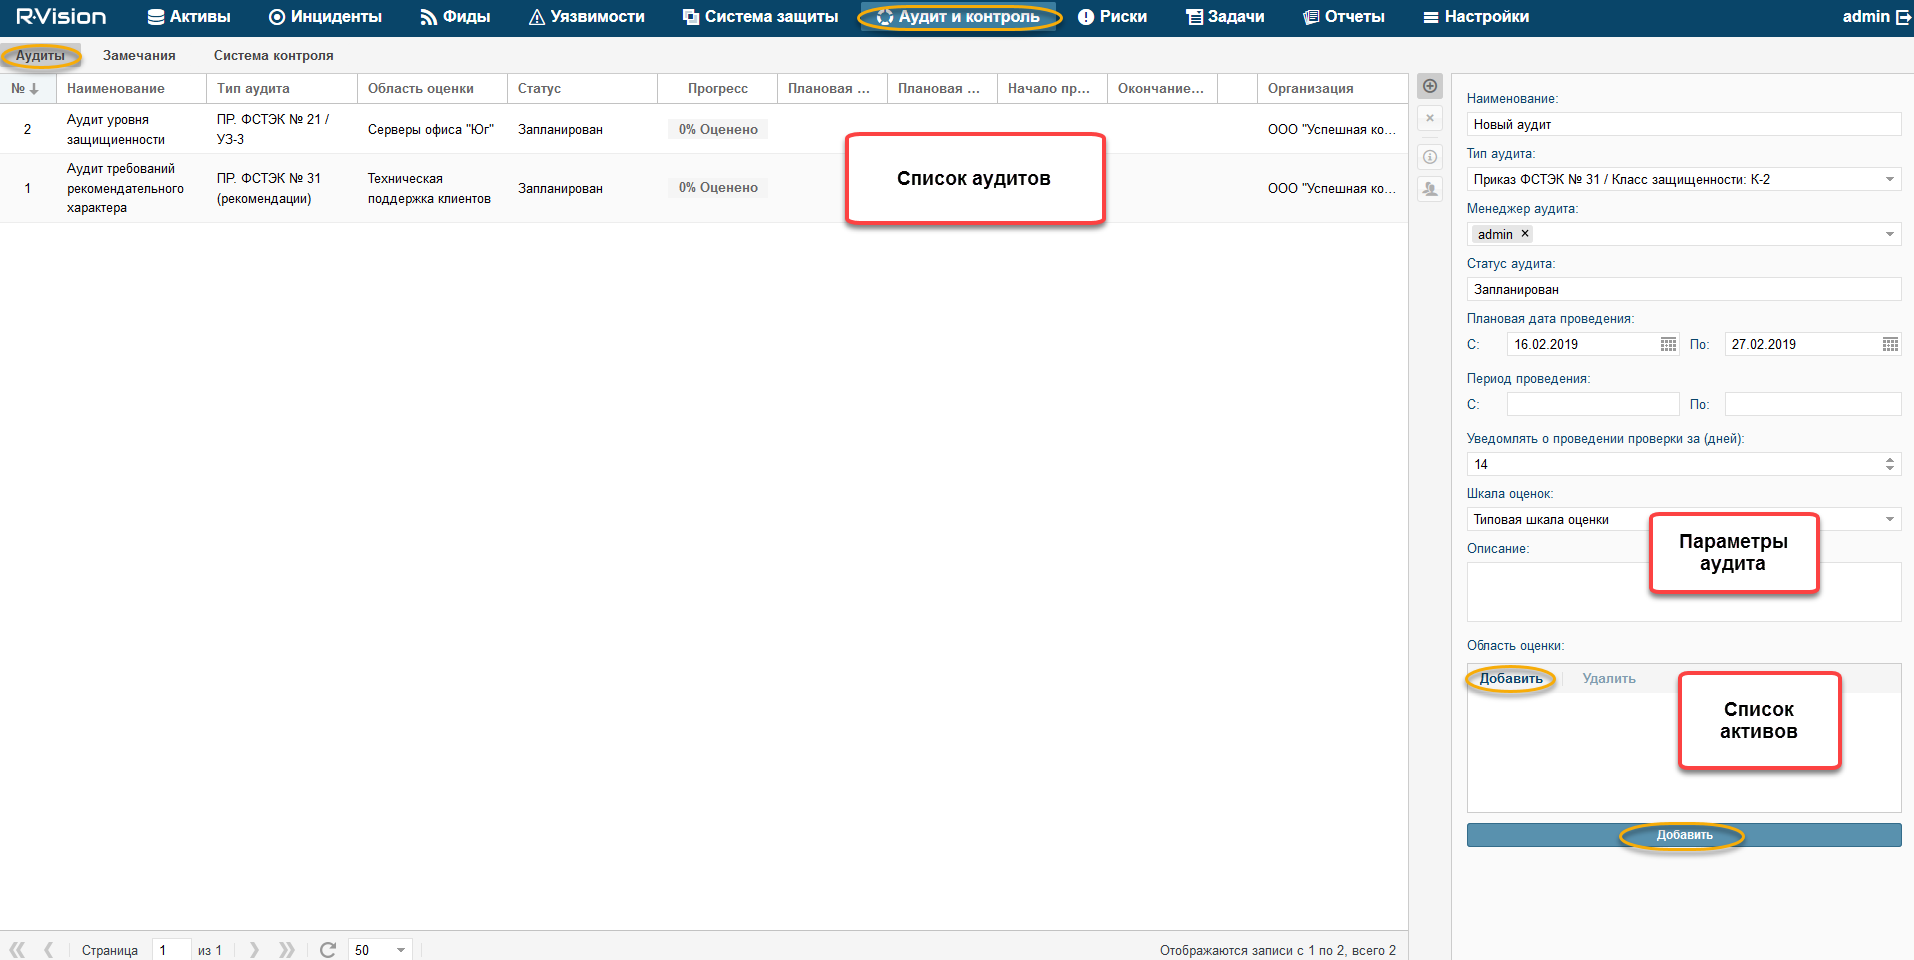 R·Vision
Активы
Инциденты
Фиды
Уязвимости
Система защиты
Аудит и контроль
Риски
Задачи
Отчеты
Настройки
admin
Аудиты
Замечания
Система контроля
№
Наименование
Тип аудита
Область оценки
Статус
Прогресс
Плановая ...
Плановая ...
Начало пр...
Окончание...
Организация
2
Аудит уровня
защищенности
ПР. ФСТЭК № 21 /
УЗ-3
Серверы офиса "Юг"
Запланирован
0% Оценено
ООО "Успешная ко...
1
Аудит требований
рекомендательного
характера
ПР. ФСТЭК № 31
(рекомендации)
Техническая
поддержка клиентов
Запланирован
0% Оценено
ООО "Успешная ко...
Список аудитов
Наименование:
Новый аудит
Тип аудита:
Приказ ФСТЭК № 31 / Класс защищенности: К-2
Менеджер аудита:
admin
Статус аудита:
Запланирован
Плановая дата проведения:
С: 16.02.2019 По: 27.02.2019
Период проведения:
С: По:
Уведомлять о проведении проверки за (дней):
14
Шкала оценок:
Типовая шкала оценки
Параметры
аудита
Описание:
Область оценки:
Добавить
Удалить
Список
активов
Добавить
Страница 1 из 1
50
Отображаются записи с 1 по 2, всего 2